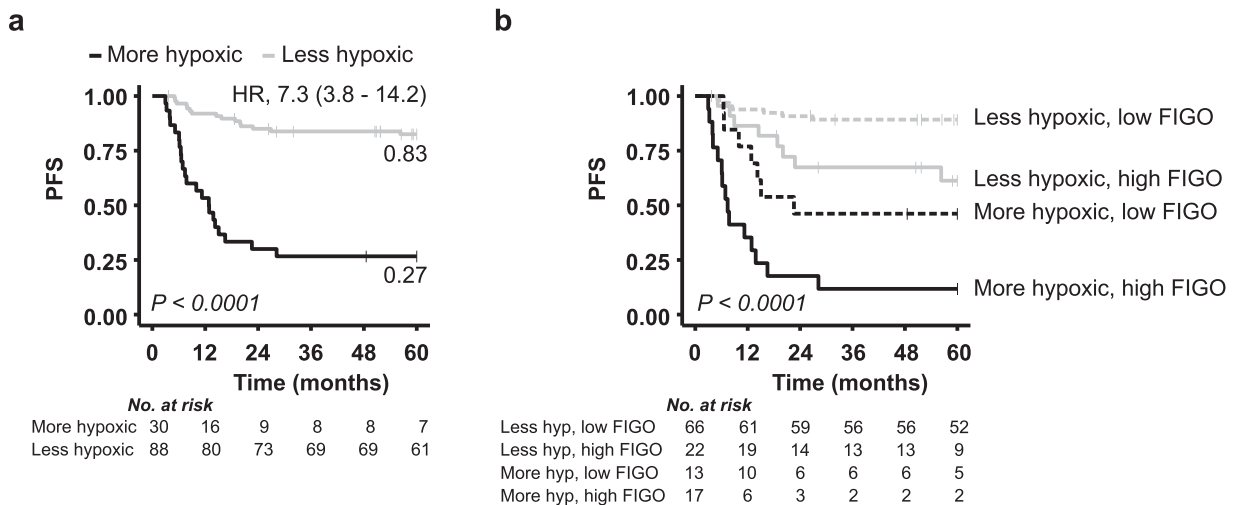 a
More hypoxic Less hypoxic
HR, 7.3 (3.8 - 14.2)
1.00
0.75
0.50
0.25
0.00
PFS
0.83
0.27
P < 0.0001
0 12 24 36 48 60
Time (months)
No. at risk
More hypoxic 30 16 9 8 8 7
Less hypoxic 88 80 73 69 69 61
b
1.00
0.75
0.50
0.25
0.00
PFS
Less hypoxic, low FIGO
Less hypoxic, high FIGO
More hypoxic, low FIGO
More hypoxic, high FIGO
P < 0.0001
0 12 24 36 48 60
Time (months)
No. at risk
Less hyp, low FIGO 66 61 59 56 56 52
Less hyp, high FIGO 22 19 14 13 13 9
More hyp, low FIGO 13 10 6 6 6 5
More hyp, high FIGO 17 6 3 2 2 2